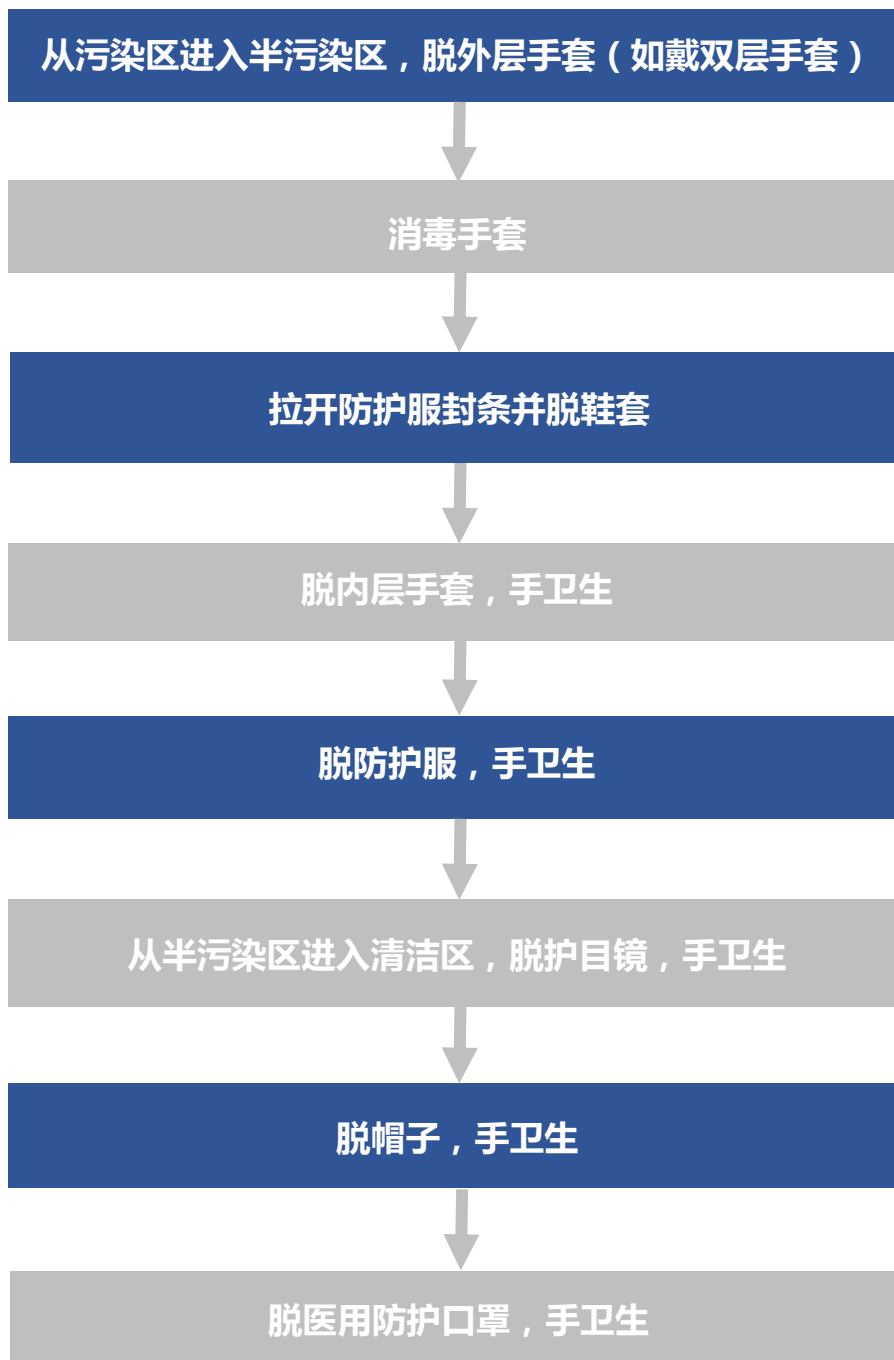 从污染区进入半污染区，脱外层手套（如戴双层手套）
消毒手套
拉开防护服封条并脱鞋套
脱内层手套，手卫生
脱防护服，手卫生
从半污染区进入清洁区，脱护目镜，手卫生
脱帽子，手卫生
脱医用防护口罩，手卫生